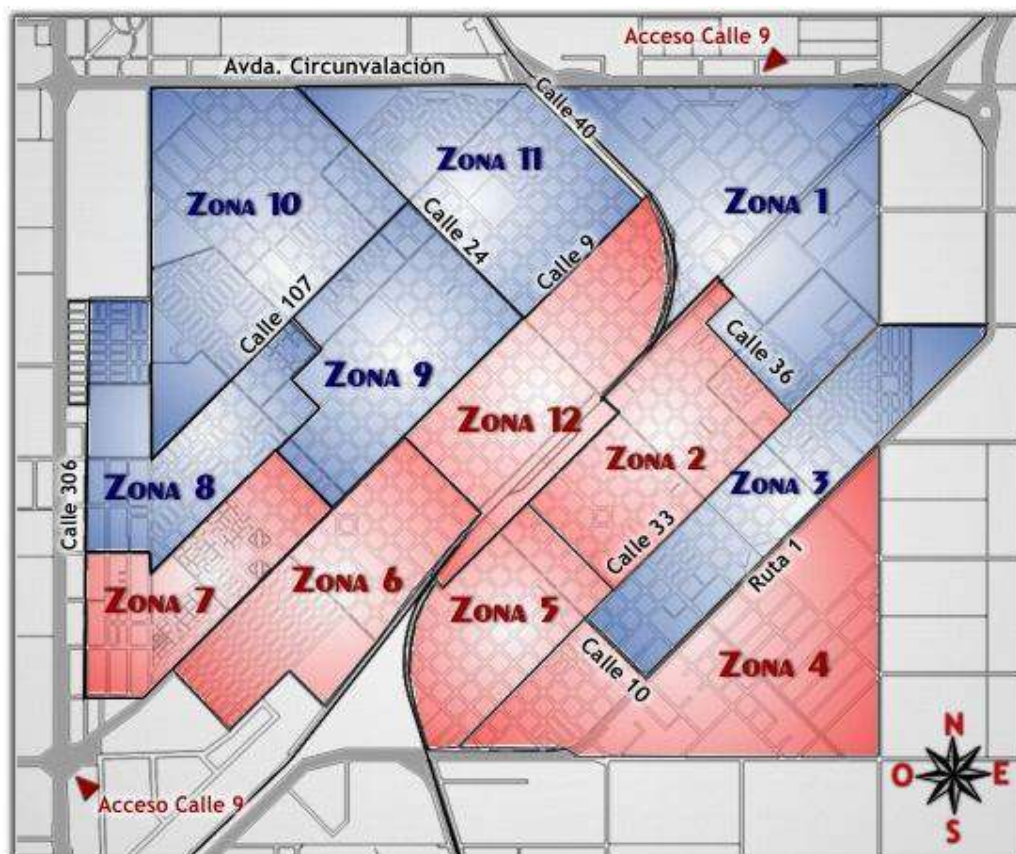 Acceso Calle 9
Avda. Circunvalación
Calle 40
ZONA 11
ZONA 10
ZONA 1
Calle 24
Calle 9
Calle 107
Calle 36
ZONA 9
ZONA 12
ZONA 2
ZONA 3
ZONA 8
Calle 306
Calle 33
Ruta 1
ZONA 7
ZONA 6
ZONA 5
Calle 10
ZONA 4
N
O
E
S
Acceso Calle 9